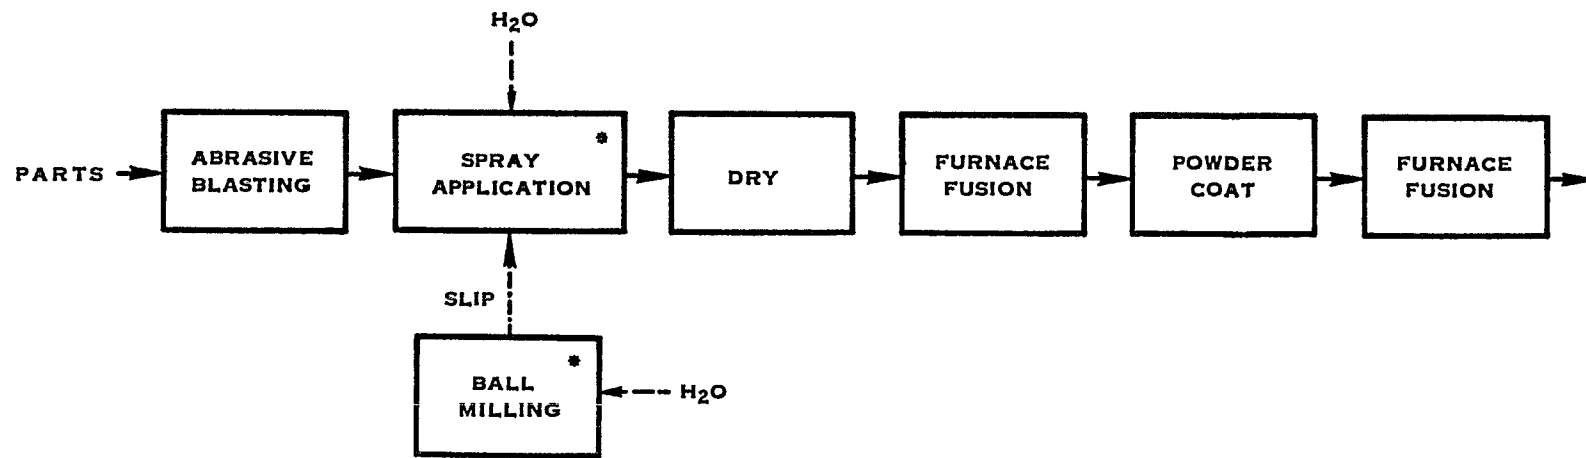 H₂O
PARTS
ABRASIVE
BLASTING
*
SPRAY
APPLICATION
DRY
FURNACE
FUSION
POWDER
COAT
FURNACE
FUSION
SLIP
*
BALL
MILLING
H₂O